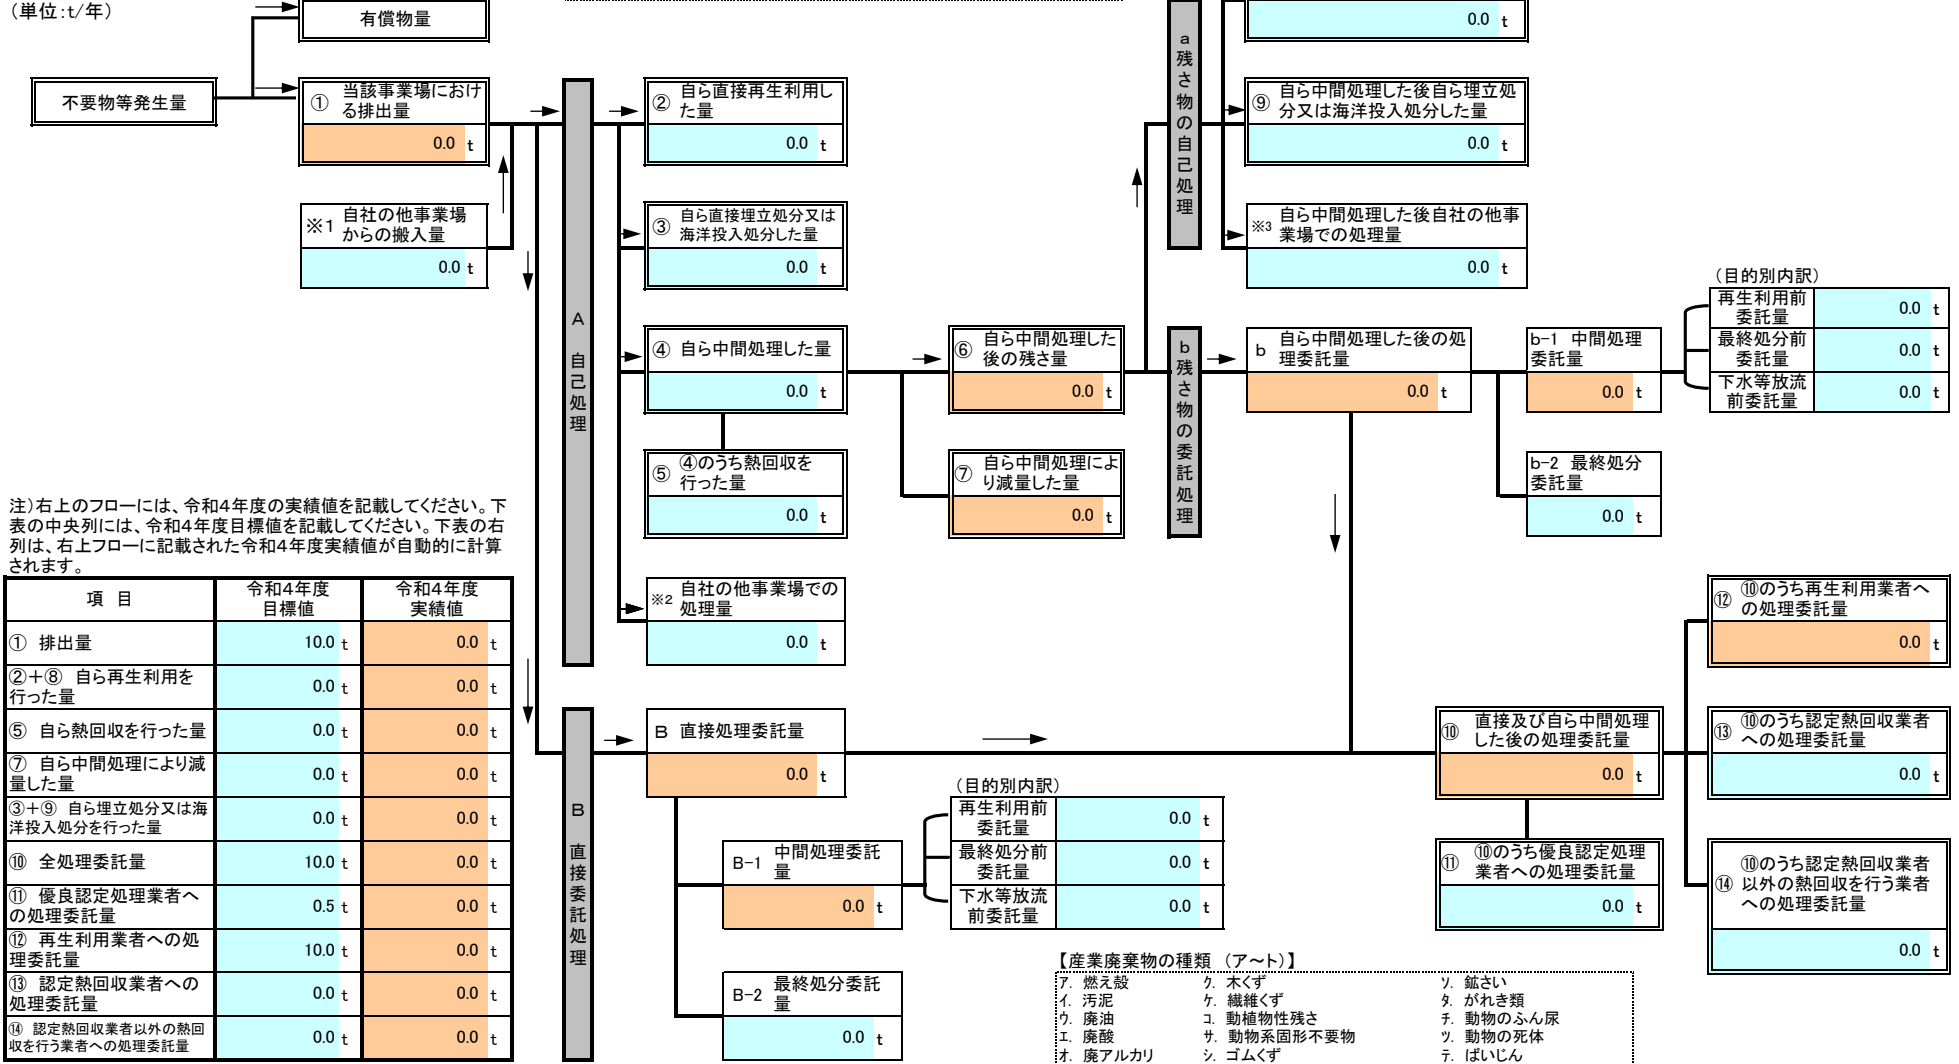 (単位:t/年)
有償物量
不要物等発生量
① 当該事業場におけ
る排出量
0.0 t
※1 自社の他事業場
からの搬入量
0.0 t
A 自己処理
② 自ら直接再生利用し
た量
0.0 t
③ 自ら直接埋立処分又は
海洋投入処分した量
0.0 t
④ 自ら中間処理した量
0.0 t
⑤ ④のうち熱回収を
行った量
0.0 t
※2 自社の他事業場での
処理量
0.0 t
⑥ 自ら中間処理した
後の残さ量
0.0 t
⑦ 自ら中間処理によ
り減量した量
0.0 t
a 残さ物の自己処理
0.0 t
⑨ 自ら中間処理した後自ら埋立処
分又は海洋投入処分した量
0.0 t
※3 自ら中間処理した後自社の他事
業場での処理量
0.0 t
b 残さ物の委託処理
b 自ら中間処理した後の処
理委託量
0.0 t
b-1 中間処理
委託量
0.0 t
(目的別内訳)
再生利用前
委託量
0.0 t
最終処分前
委託量
0.0 t
下水等放流
前委託量
0.0 t
b-2 最終処分
委託量
0.0 t
注)右上のフローには、令和4年度の実績値を記載してください。下
表の中央列には、令和4年度目標値を記載してください。下表の右
列は、右上フローに記載された令和4年度実績値が自動的に計算
されます。
項 目 令和4年度
目標値 令和4年度
実績値
① 排出量 10.0 t 0.0 t
②+⑧ 自ら再生利用を
行った量 0.0 t 0.0 t
⑤ 自ら熱回収を行った量 0.0 t 0.0 t
⑦ 自ら中間処理により減
量した量 0.0 t 0.0 t
③+⑨ 自ら埋立処分又は海
洋投入処分を行った量 0.0 t 0.0 t
⑩ 全処理委託量 10.0 t 0.0 t
⑪ 優良認定処理業者へ
の処理委託量 0.5 t 0.0 t
⑫ 再生利用業者への処
理委託量 10.0 t 0.0 t
⑬ 認定熱回収業者への
処理委託量 0.0 t 0.0 t
⑭ 認定熱回収業者以外の熱回
収を行う業者への処理委託量 0.0 t 0.0 t
B 直接委託処理
B 直接処理委託量
0.0 t
B-1 中間処理委託
量
0.0 t
(目的別内訳)
再生利用前
委託量
0.0 t
最終処分前
委託量
0.0 t
下水等放流
前委託量
0.0 t
B-2 最終処分委託
量
0.0 t
⑩ 直接及び自ら中間処理
した後の処理委託量
0.0 t
⑪ ⑩のうち優良認定処理
業者への処理委託量
0.0 t
⑫ ⑩のうち再生利用業者へ
の処理委託量
0.0 t
⑬ ⑩のうち認定熱回収業者
への処理委託量
0.0 t
⑭ ⑩のうち認定熱回収業者
以外の熱回収を行う業者
への処理委託量
0.0 t
【産業廃棄物の種類 (ア~ト)】
ア. 燃え殻 ク. 木くず ソ. 鉱さい
イ. 汚泥 ケ. 繊維くず タ. がれき類
ウ. 廃油 コ. 動植物性残さ チ. 動物のふん尿
エ. 廃酸 サ. 動物系固形不要物 ツ. 動物の死体
オ. 廃アルカリ シ. ゴムくず テ. ばいじん